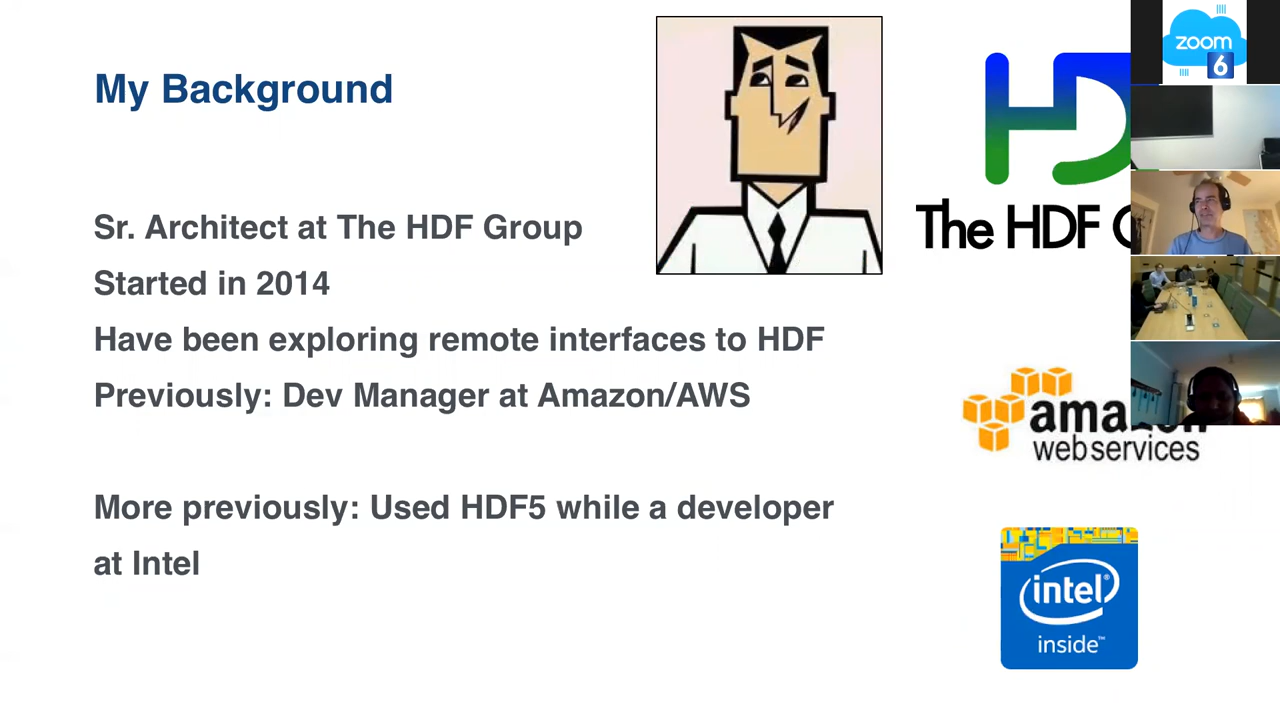 My Background
Sr. Architect at The HDF Group
Started in 2014
Have been exploring remote interfaces to HDF
Previously: Dev Manager at Amazon/AWS
More previously: Used HDF5 while a developer
at Intel
The HDF
web services
intel®
inside™
zoom
6